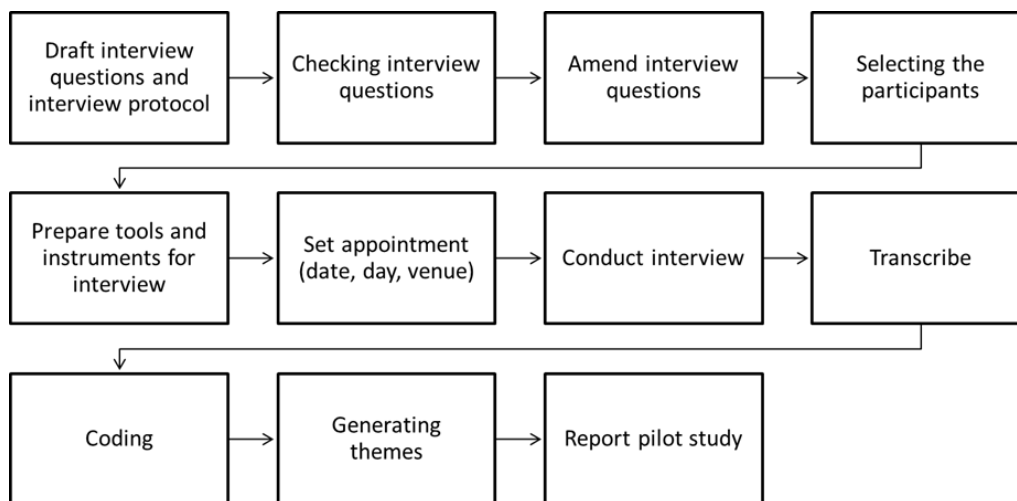 Draft interview
questions and
interview protocol
Checking interview
questions
Amend interview
questions
Selecting the
participants
Prepare tools and
instruments for
interview
Set appointment
(date, day, venue)
Conduct interview
Transcribe
Coding
Generating
themes
Report pilot study